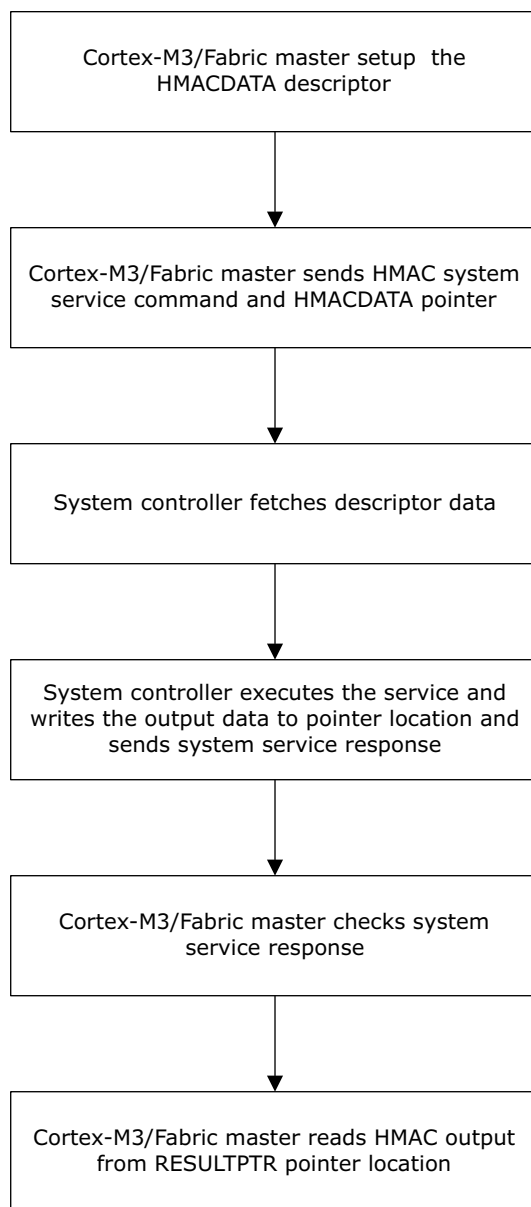 Cortex-M3/Fabric master setup  the
HMACDATA descriptor
Cortex-M3/Fabric master sends HMAC system
service command and HMACDATA pointer
System controller fetches descriptor data
System controller executes the service and
writes the output data to pointer location and
sends system service response
Cortex-M3/Fabric master checks system
service response
Cortex-M3/Fabric master reads HMAC output
from RESULTPTR pointer location